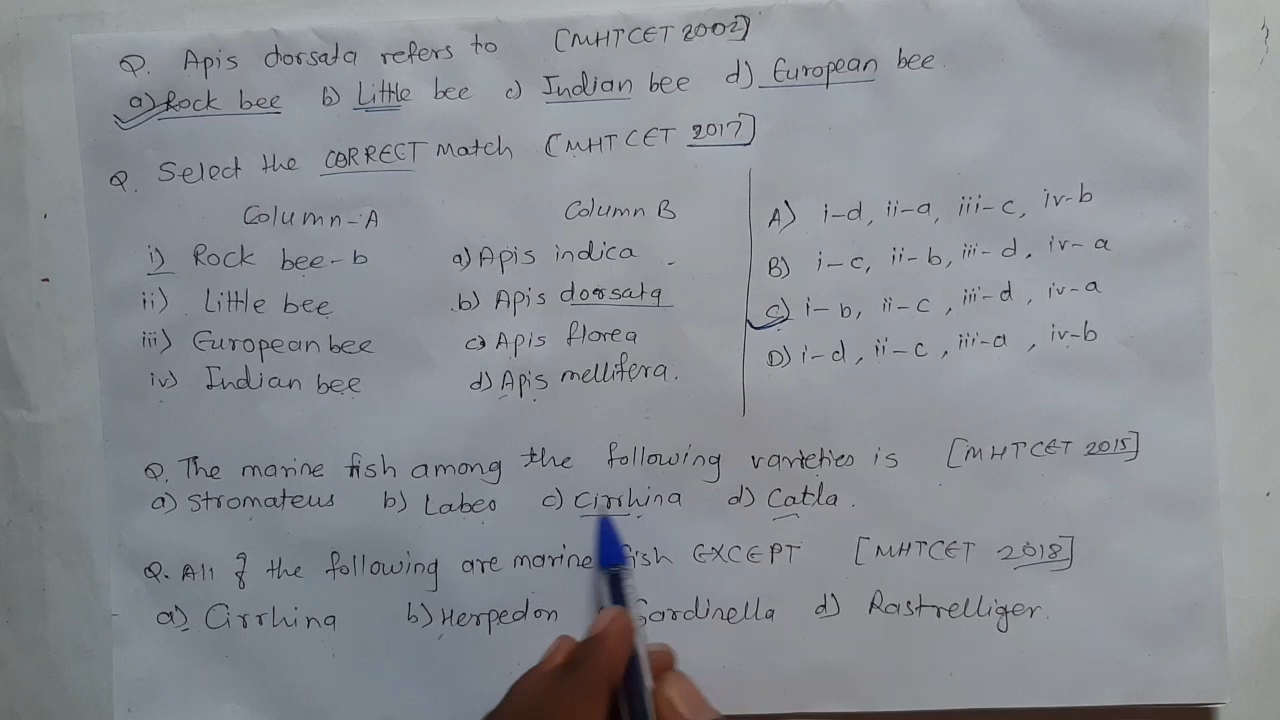 Q. Apis dorsata refers to [MHTCET 2002]
a) Rock bee b) Little bee c) Indian bee d) European bee.
Q. Select the CORRECT Match [MHT CET 2017]
Column-A Column B
i) Rock bee-b a) Apis indica
ii) Little bee b) Apis dorsata
iii) European bee c) Apis florea
iv) Indian bee d) Apis mellifera.
A) i-d, ii-a, iii-c, iv-b
B) i-c, ii-b, iii-d, iv-a
C) i-b, ii-c, iii-d, iv-a
D) i-d, ii-c, iii-a, iv-b
Q. The marine fish among the following varieties is [MHTCET 2015]
a) Stromateus b) Labeo c) Cirrhina d) Catla.
Q. All of the following are marine fish EXCEPT [MHTCET 2018]
a) Cirrhina b) Herpedon Sardinella d) Rastrelliger.